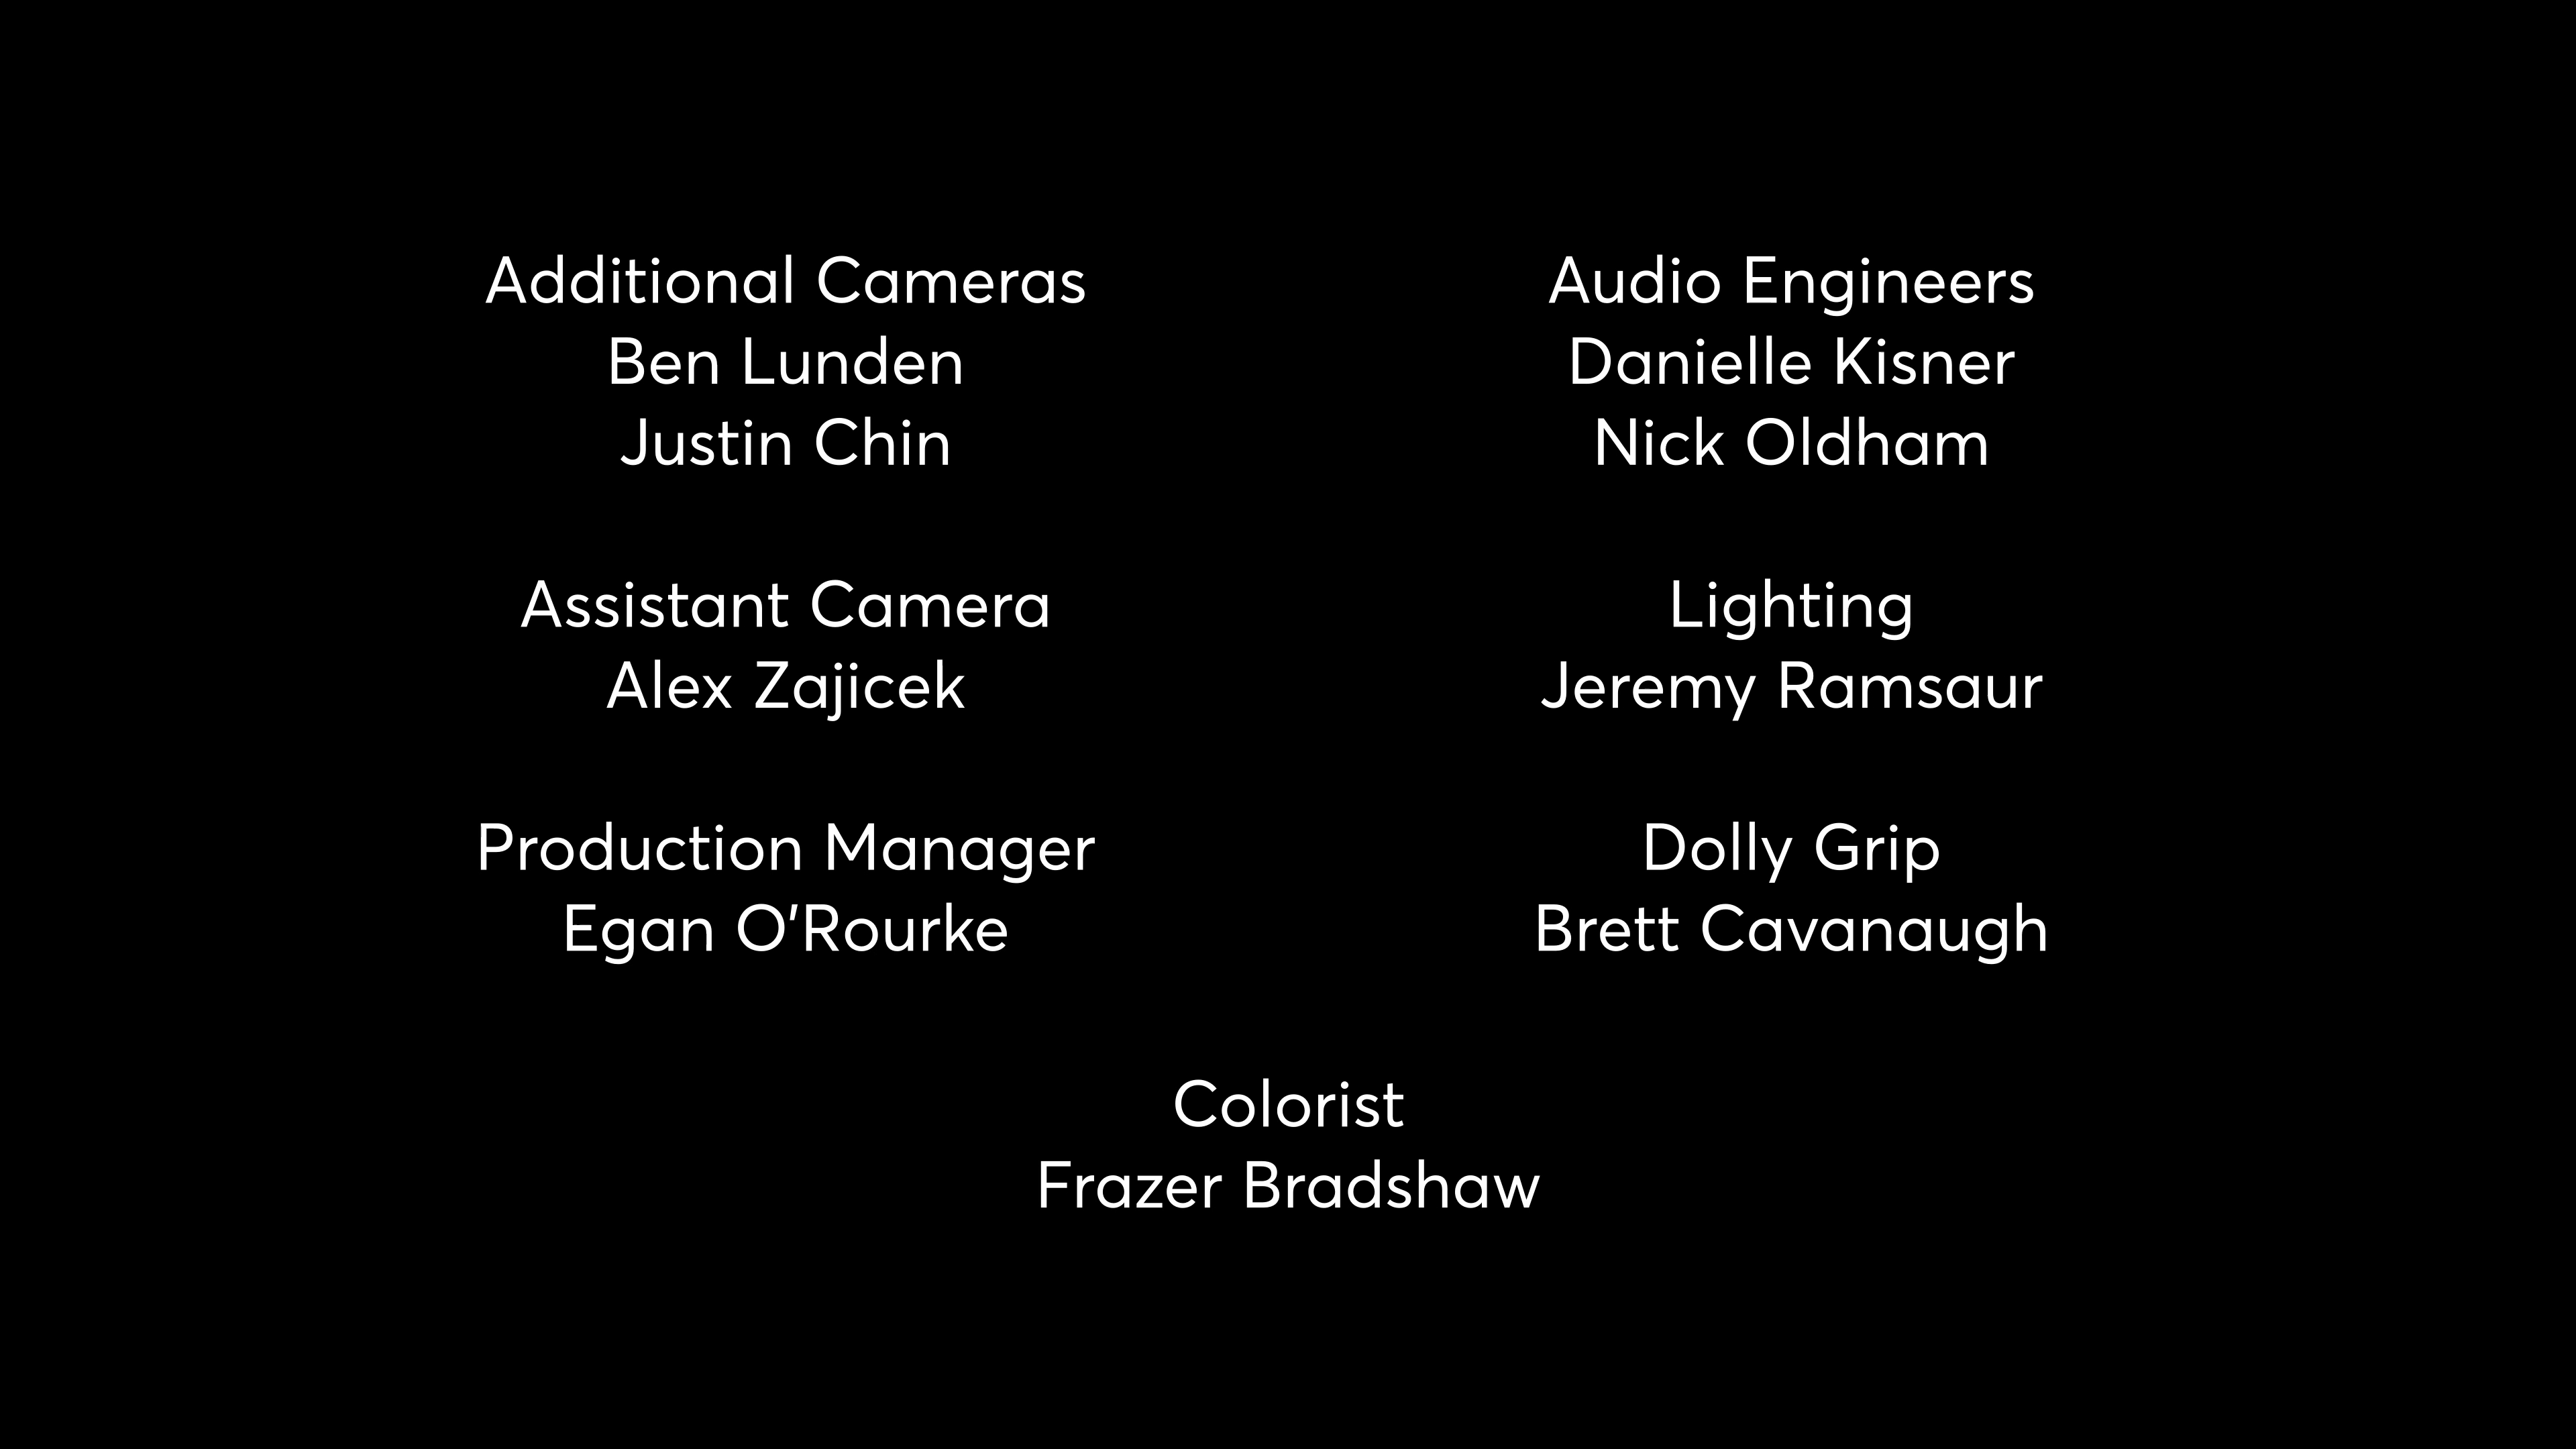 Additional Cameras
Ben Lunden
Justin Chin
Assistant Camera
Alex Zajicek
Production Manager
Egan O'Rourke
Audio Engineers
Danielle Kisner
Nick Oldham
Lighting
Jeremy Ramsaur
Dolly Grip
Brett Cavanaugh
Colorist
Frazer Bradshaw